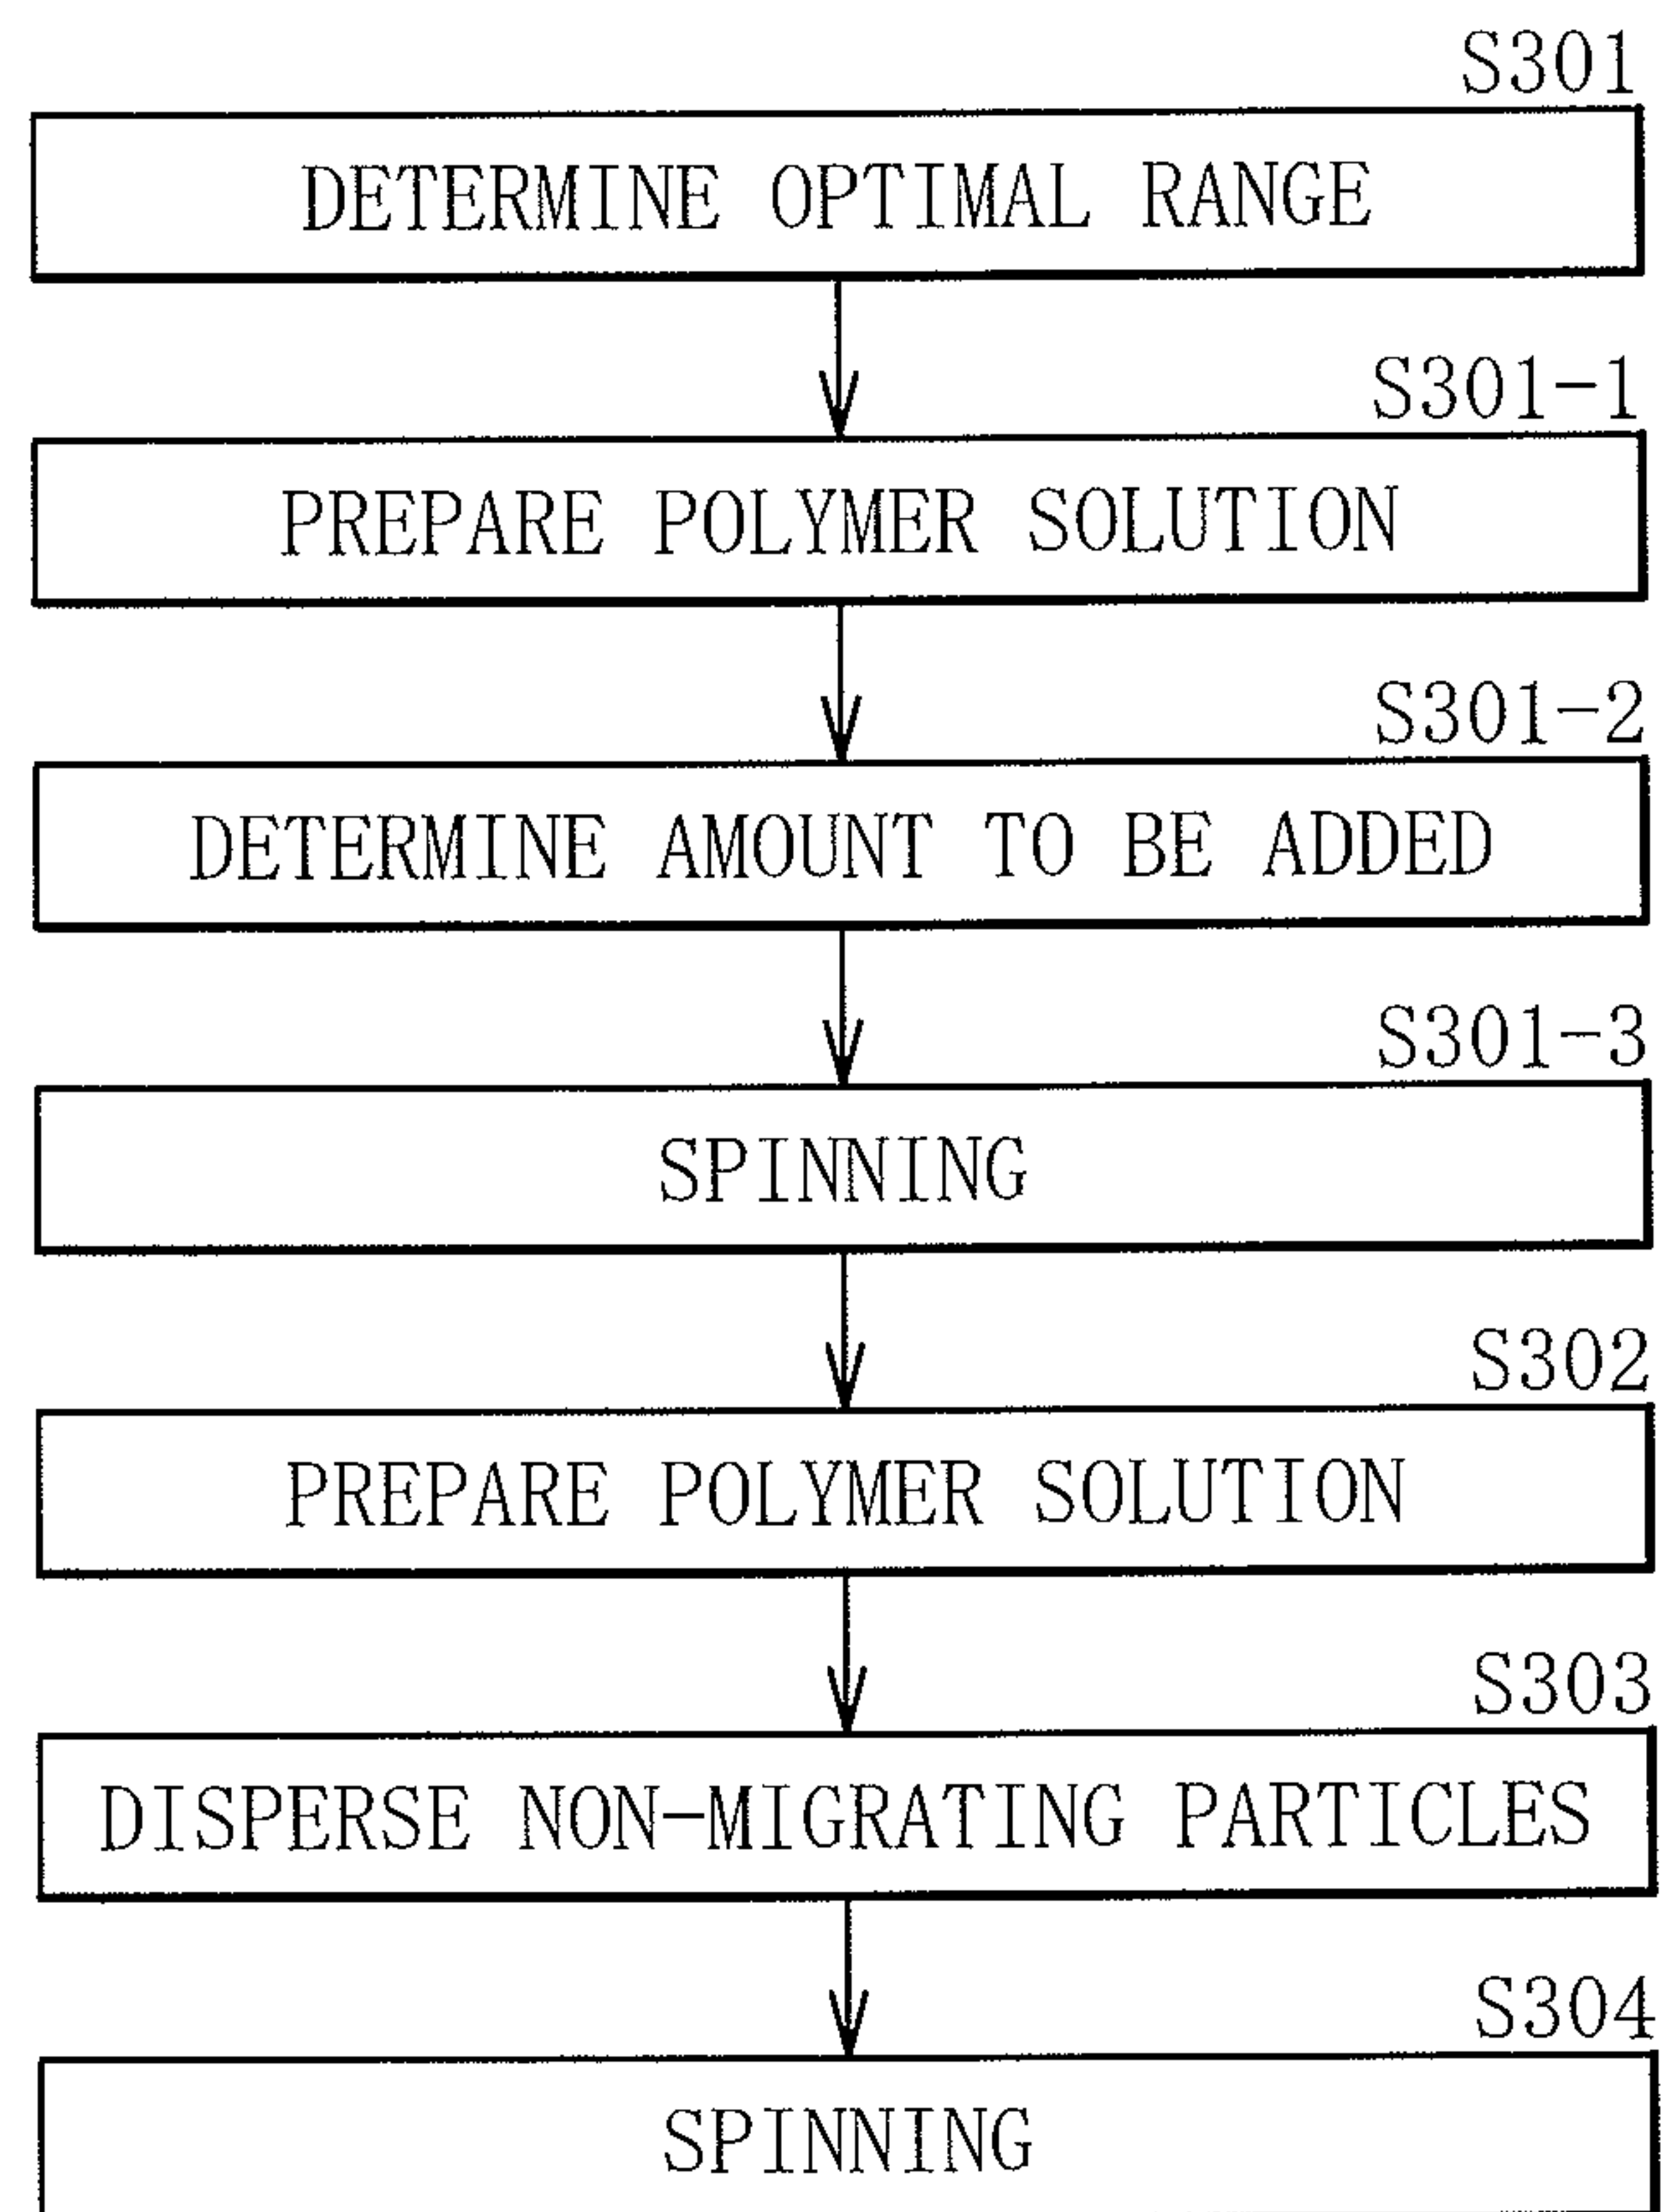 S301
DETERMINE OPTIMAL RANGE
S301-1
PREPARE POLYMER SOLUTION
S301-2
DETERMINE AMOUNT TO BE ADDED
S301-3
SPINNING
S302
PREPARE POLYMER SOLUTION
S303
DISPERSE NON-MIGRATING PARTICLES
S304
SPINNING